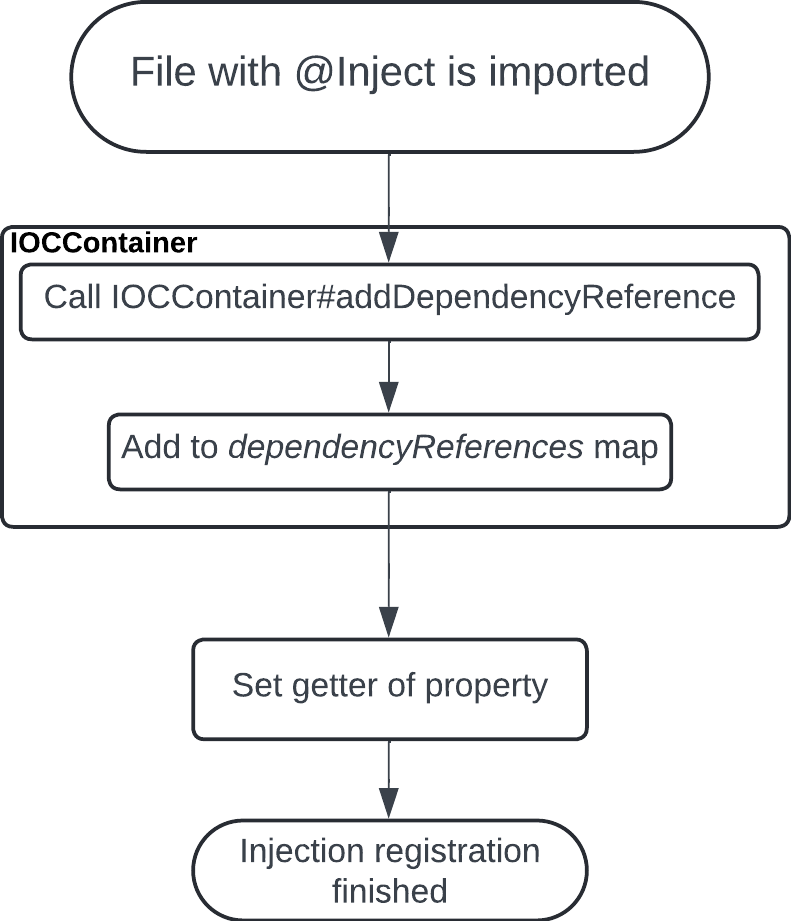 File with @Inject is imported
IOCContainer
Call IOCContainer#addDependencyReference
Add to dependencyReferences map
Set getter of property
Injection registration
finished